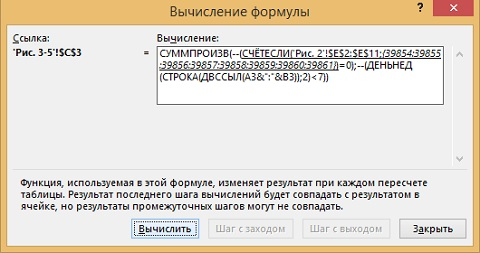 Вычисление формулы
Ссылка: Вычисление:
'Рис. 3-5'!$C$3 = СУММПРОИЗВ(--(СЧЁТЕСЛИ('Рис. 2'!$E$2:$E$11;{39854:39855
:39856:39857:39858:39859:39860:39861})=0);--(ДЕНЬНЕД
(СТРОКА(ДВССЫЛ(A3&":"&B3));2)<7))
Функция, используемая в этой формуле, изменяет результат при каждом пересчете
таблицы. Результат последнего шага вычислений будет совпадать с результатом в
ячейке, но результаты промежуточных шагов могут не совпадать.
Вычислить Шаг с заходом Шаг с выходом Закрыть